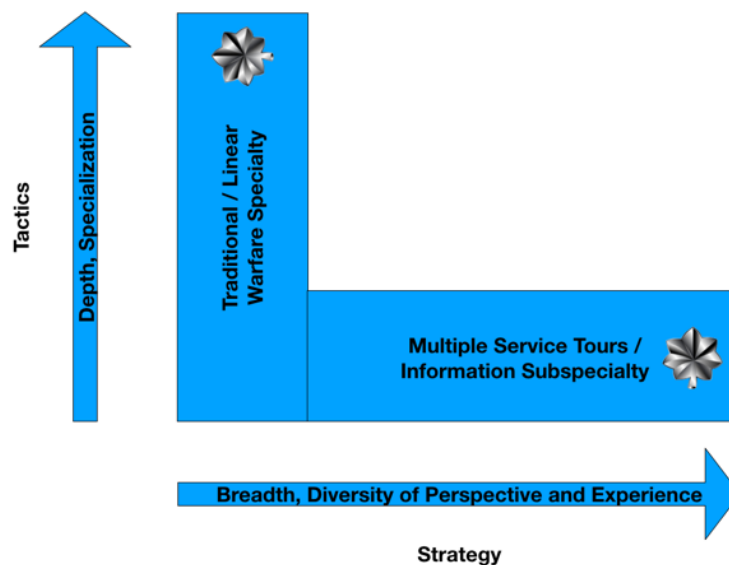 Tactics
Depth, Specialization
Traditional / Linear
Warfare Specialty
Multiple Service Tours /
Information Subspecialty
Breadth, Diversity of Perspective and Experience
Strategy